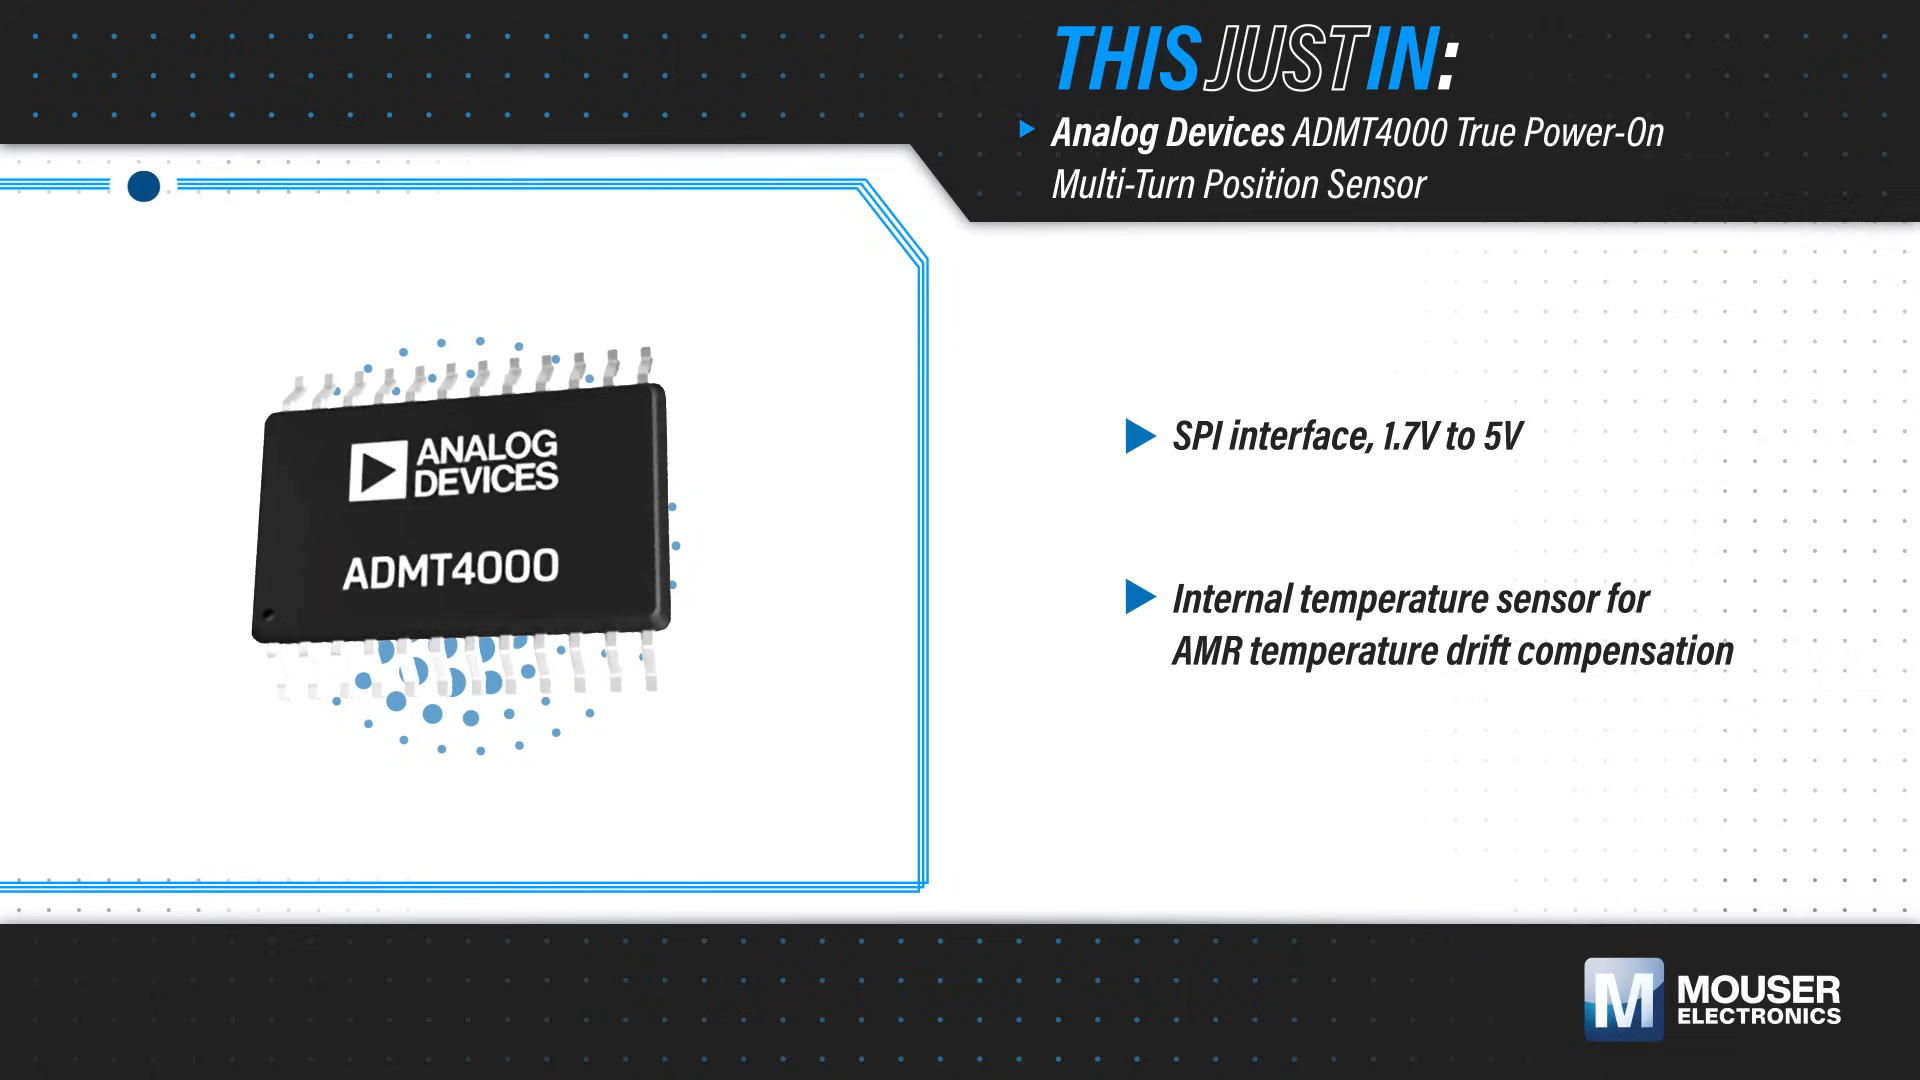 THIS JUST IN:
Analog Devices ADMT4000 True Power-On
Multi-Turn Position Sensor
ANALOG
DEVICES
ADMT4000
SPI interface, 1.7V to 5V
Internal temperature sensor for
AMR temperature drift compensation
M
MOUSER
ELECTRONICS